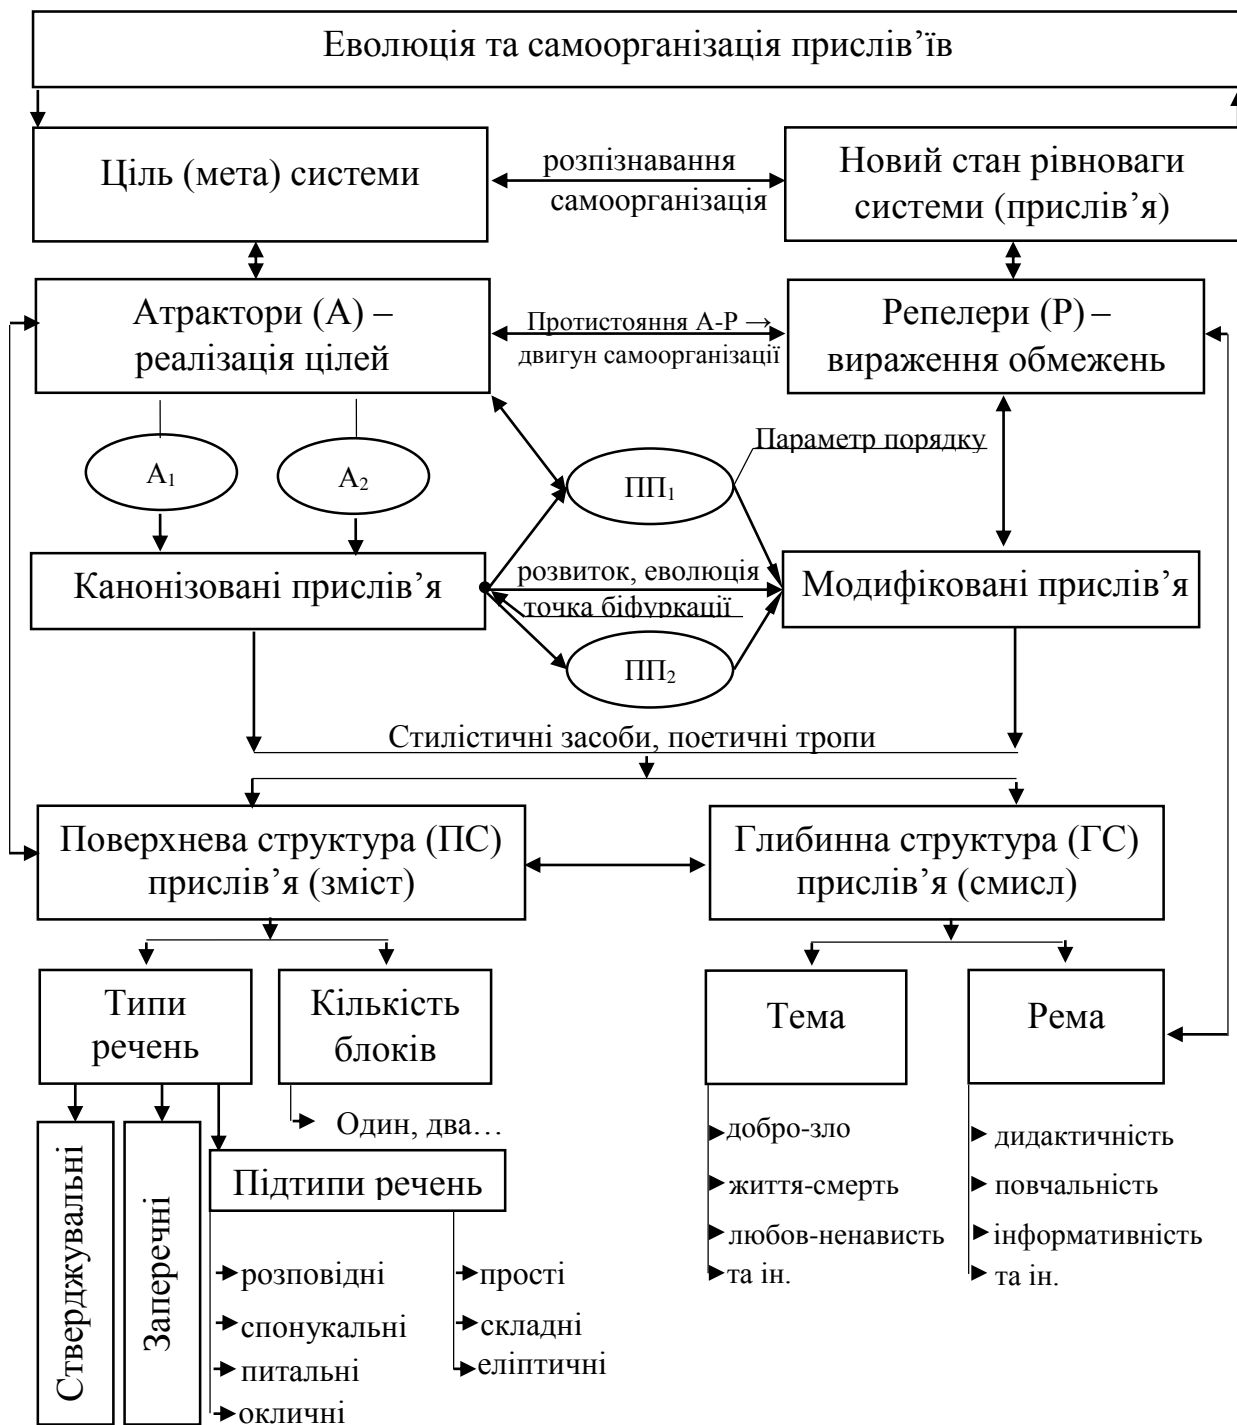 Еволюція та самоорганізація прислів’їв
Ціль (мета) системи
розпізнавання
самоорганізація
Новий стан рівноваги
системи (прислів’я)
Атрактори (А) –
реалізація цілей
Протистояння А-Р →
двигун самоорганізації
Репелери (Р) –
вираження обмежень
А1
А2
ПП1
Параметр порядку
Канонізовані прислів’я
розвиток, еволюція
точка біфуркації
Модифіковані прислів’я
ПП2
Стилістичні засоби, поетичні тропи
Поверхнева структура (ПС)
прислів’я (зміст)
Глибинна структура (ГС)
прислів’я (смисл)
Типи
речень
Кількість
блоків
Тема
Рема
Один, два…
Стверджувальні
Заперечні
Підтипи речень
розповідні
спонукальні
питальні
окличні
прості
складні
еліптичні
добро-зло
життя-смерть
любов-ненависть
та ін.
дидактичність
повчальність
інформативність
та ін.